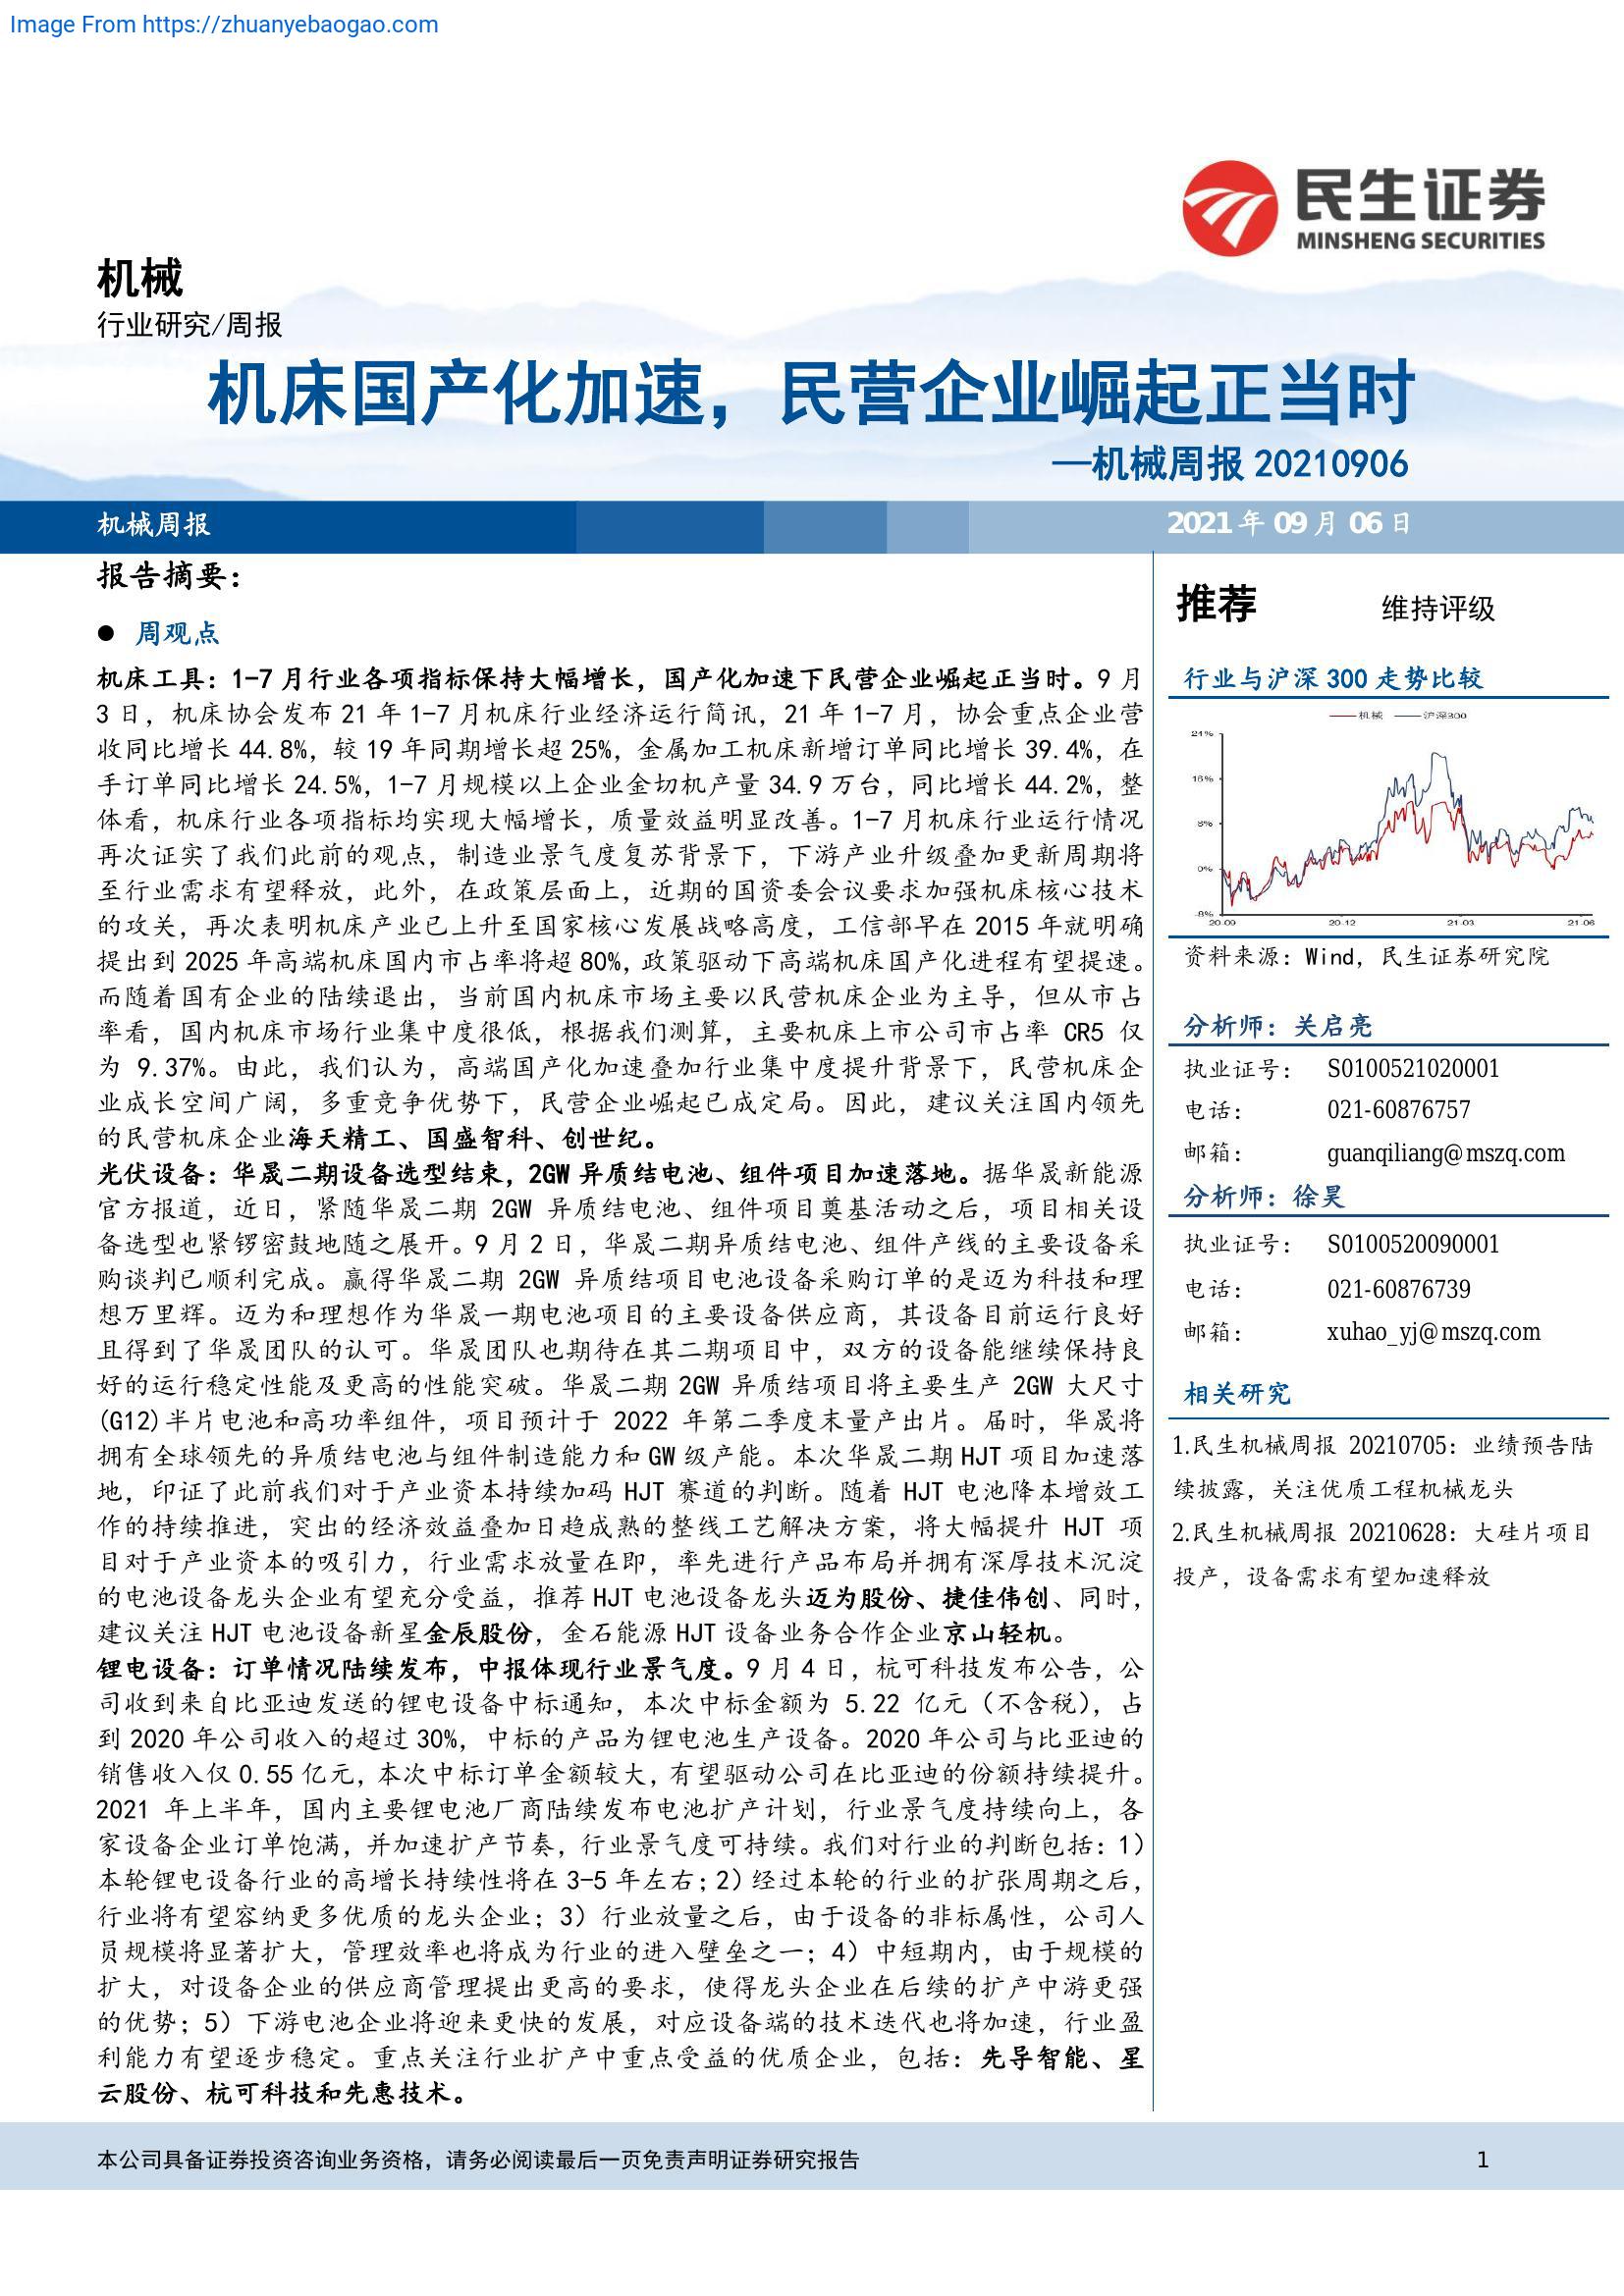 Image From https://zhuanyebaogao.com
民生证券
MINSHENG SECURITIES
机械
行业研究/周报
机床国产化加速，民营企业崛起正当时
—机械周报 20210906
机械周报
2021 年 09 月 06 日
报告摘要：
● 周观点
机床工具：1-7 月行业各项指标保持大幅增长，国产化加速下民营企业崛起正当时。9 月
3 日，机床协会发布 21 年 1-7 月机床行业经济运行简讯，21 年 1-7 月，协会重点企业营
收同比增长 44.8%，较 19 年同期增长超 25%，金属加工机床新增订单同比增长 39.4%，在
手订单同比增长 24.5%，1-7 月规模以上企业金切机产量 34.9 万台，同比增长 44.2%，整
体看，机床行业各项指标均实现大幅增长，质量效益明显改善。1-7 月机床行业运行情况
再次证实了我们此前的观点，制造业景气度复苏背景下，下游产业升级叠加更新周期将
至行业需求有望释放，此外，在政策层面上，近期的国资委会议要求加强机床核心技术
的攻关，再次表明机床产业已上升至国家核心发展战略高度，工信部早在 2015 年就明确
提出到 2025 年高端机床国内市占率将超 80%，政策驱动下高端机床国产化进程有望提速。
而随着国有企业的陆续退出，当前国内机床市场主要以民营机床企业为主导，但从市占
率看，国内机床市场行业集中度很低，根据我们测算，主要机床上市公司市占率 CR5 仅
为 9.37%。由此，我们认为，高端国产化加速叠加行业集中度提升背景下，民营机床企
业成长空间广阔，多重竞争优势下，民营企业崛起已成定局。因此，建议关注国内领先
的民营机床企业海天精工、国盛智科、创世纪。
光伏设备：华晟二期设备选型结束，2GW 异质结电池、组件项目加速落地。据华晟新能源
官方报道，近日，紧随华晟二期 2GW 异质结电池、组件项目奠基活动之后，项目相关设
备选型也紧锣密鼓地随之展开。9 月 2 日，华晟二期异质结电池、组件产线的主要设备采
购谈判已顺利完成。赢得华晟二期 2GW 异质结项目电池设备采购订单的是迈为科技和理
想万里晖。迈为和理想作为华晟一期电池项目的主要设备供应商，其设备目前运行良好
且得到了华晟团队的认可。华晟团队也期待在其二期项目中，双方的设备能继续保持良
好的运行稳定性能及更高的性能突破。华晟二期 2GW 异质结项目将主要生产 2GW 大尺寸
(G12)半片电池和高功率组件，项目预计于 2022 年第二季度末量产出片。届时，华晟将
拥有全球领先的异质结电池与组件制造能力和 GW 级产能。本次华晟二期 HJT 项目加速落
地，印证了此前我们对于产业资本持续加码 HJT 赛道的判断。随着 HJT 电池降本增效工
作的持续推进，突出的经济效益叠加日趋成熟的整线工艺解决方案，将大幅提升 HJT 项
目对于产业资本的吸引力，行业需求放量在即，率先进行产品布局并拥有深厚技术沉淀
的电池设备龙头企业有望充分受益，推荐 HJT 电池设备龙头迈为股份、捷佳伟创、同时，
建议关注 HJT 电池设备新星金辰股份，金石能源 HJT 设备业务合作企业京山轻机。
锂电设备：订单情况陆续发布，中报体现行业景气度。9 月 4 日，杭可科技发布公告，公
司收到来自比亚迪发送的锂电设备中标通知，本次中标金额为 5.22 亿元（不含税），占
到 2020 年公司收入的超过 30%，中标的产品为锂电池生产设备。2020 年公司与比亚迪的
销售收入仅 0.55 亿元，本次中标订单金额较大，有望驱动公司在比亚迪的份额持续提升。
2021 年上半年，国内主要锂电池厂商陆续发布电池扩产计划，行业景气度持续向上，各
家设备企业订单饱满，并加速扩产节奏，行业景气度可持续。我们对行业的判断包括：1）
本轮锂电设备行业的高增长持续性将在 3-5 年左右；2）经过本轮的行业的扩张周期之后，
行业将有望容纳更多优质的龙头企业；3）行业放量之后，由于设备的非标属性，公司人
员规模将显著扩大，管理效率也将成为行业的进入壁垒之一；4）中短期内，由于规模的
扩大，对设备企业的供应商管理提出更高的要求，使得龙头企业在后续的扩产中游更强
的优势；5）下游电池企业将迎来更快的发展，对应设备端的技术迭代也将加速，行业盈
利能力有望逐步稳定。重点关注行业扩产中重点受益的优质企业，包括：先导智能、星
云股份、杭可科技和先惠技术。
推荐 维持评级
行业与沪深 300 走势比较
机械 沪深300
24%
16%
8%
0%
-8%
20-09 20-12 21-03 21-06
资料来源：Wind，民生证券研究院
分析师：关启亮
执业证号： S0100521020001
电话： 021-60876757
邮箱： guanqiliang@mszq.com
分析师：徐昊
执业证号： S0100520090001
电话： 021-60876739
邮箱： xuhao_yj@mszq.com
相关研究
1.民生机械周报 20210705：业绩预告陆
续披露，关注优质工程机械龙头
2.民生机械周报 20210628：大硅片项目
投产，设备需求有望加速释放
本公司具备证券投资咨询业务资格，请务必阅读最后一页免责声明证券研究报告
1